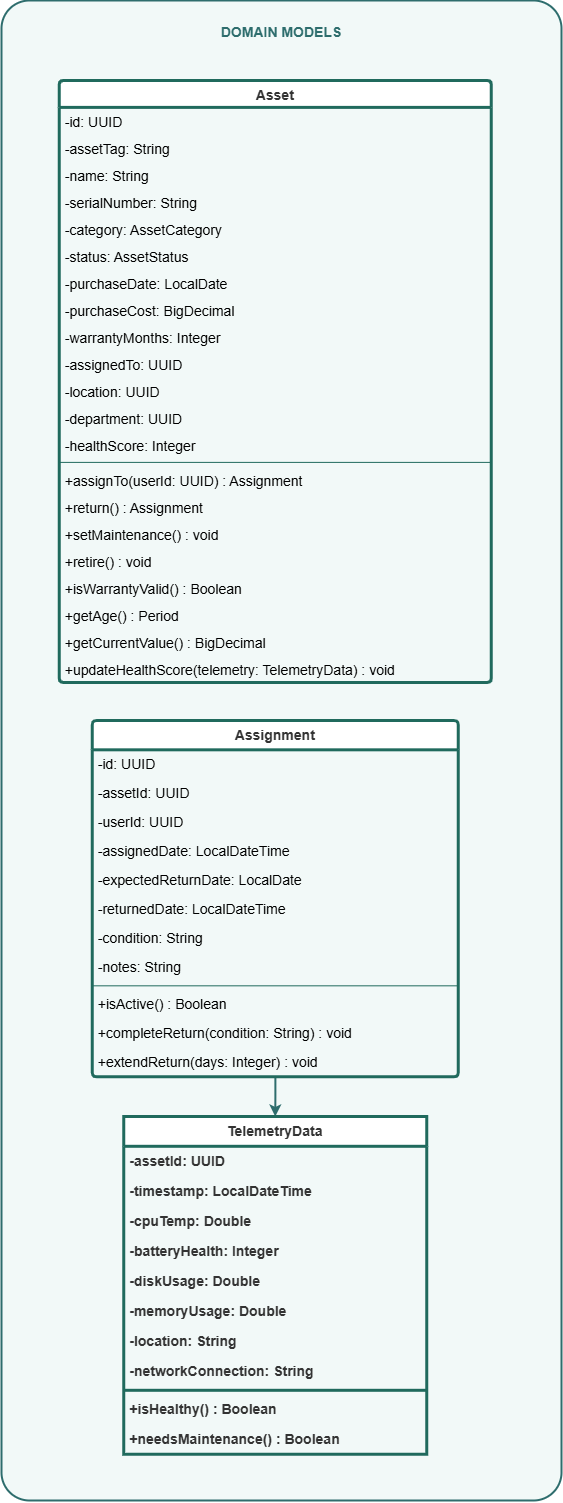 DOMAIN MODELS
Asset
-id: UUID
-assetTag: String
-name: String
-serialNumber: String
-category: AssetCategory
-status: AssetStatus
-purchaseDate: LocalDate
-purchaseCost: BigDecimal
-warrantyMonths: Integer
-assignedTo: UUID
-location: UUID
-department: UUID
-healthScore: Integer
+assignTo(userId: UUID) : Assignment
+return() : Assignment
+setMaintenance() : void
+retire() : void
+isWarrantyValid() : Boolean
+getAge() : Period
+getCurrentValue() : BigDecimal
+updateHealthScore(telemetry: TelemetryData) : void
Assignment
-id: UUID
-assetId: UUID
-userId: UUID
-assignedDate: LocalDateTime
-expectedReturnDate: LocalDate
-returnedDate: LocalDateTime
-condition: String
-notes: String
+isActive() : Boolean
+completeReturn(condition: String) : void
+extendReturn(days: Integer) : void
TelemetryData
-assetId: UUID
-timestamp: LocalDateTime
-cpuTemp: Double
-batteryHealth: Integer
-diskUsage: Double
-memoryUsage: Double
-location: String
-networkConnection: String
+isHealthy() : Boolean
+needsMaintenance() : Boolean